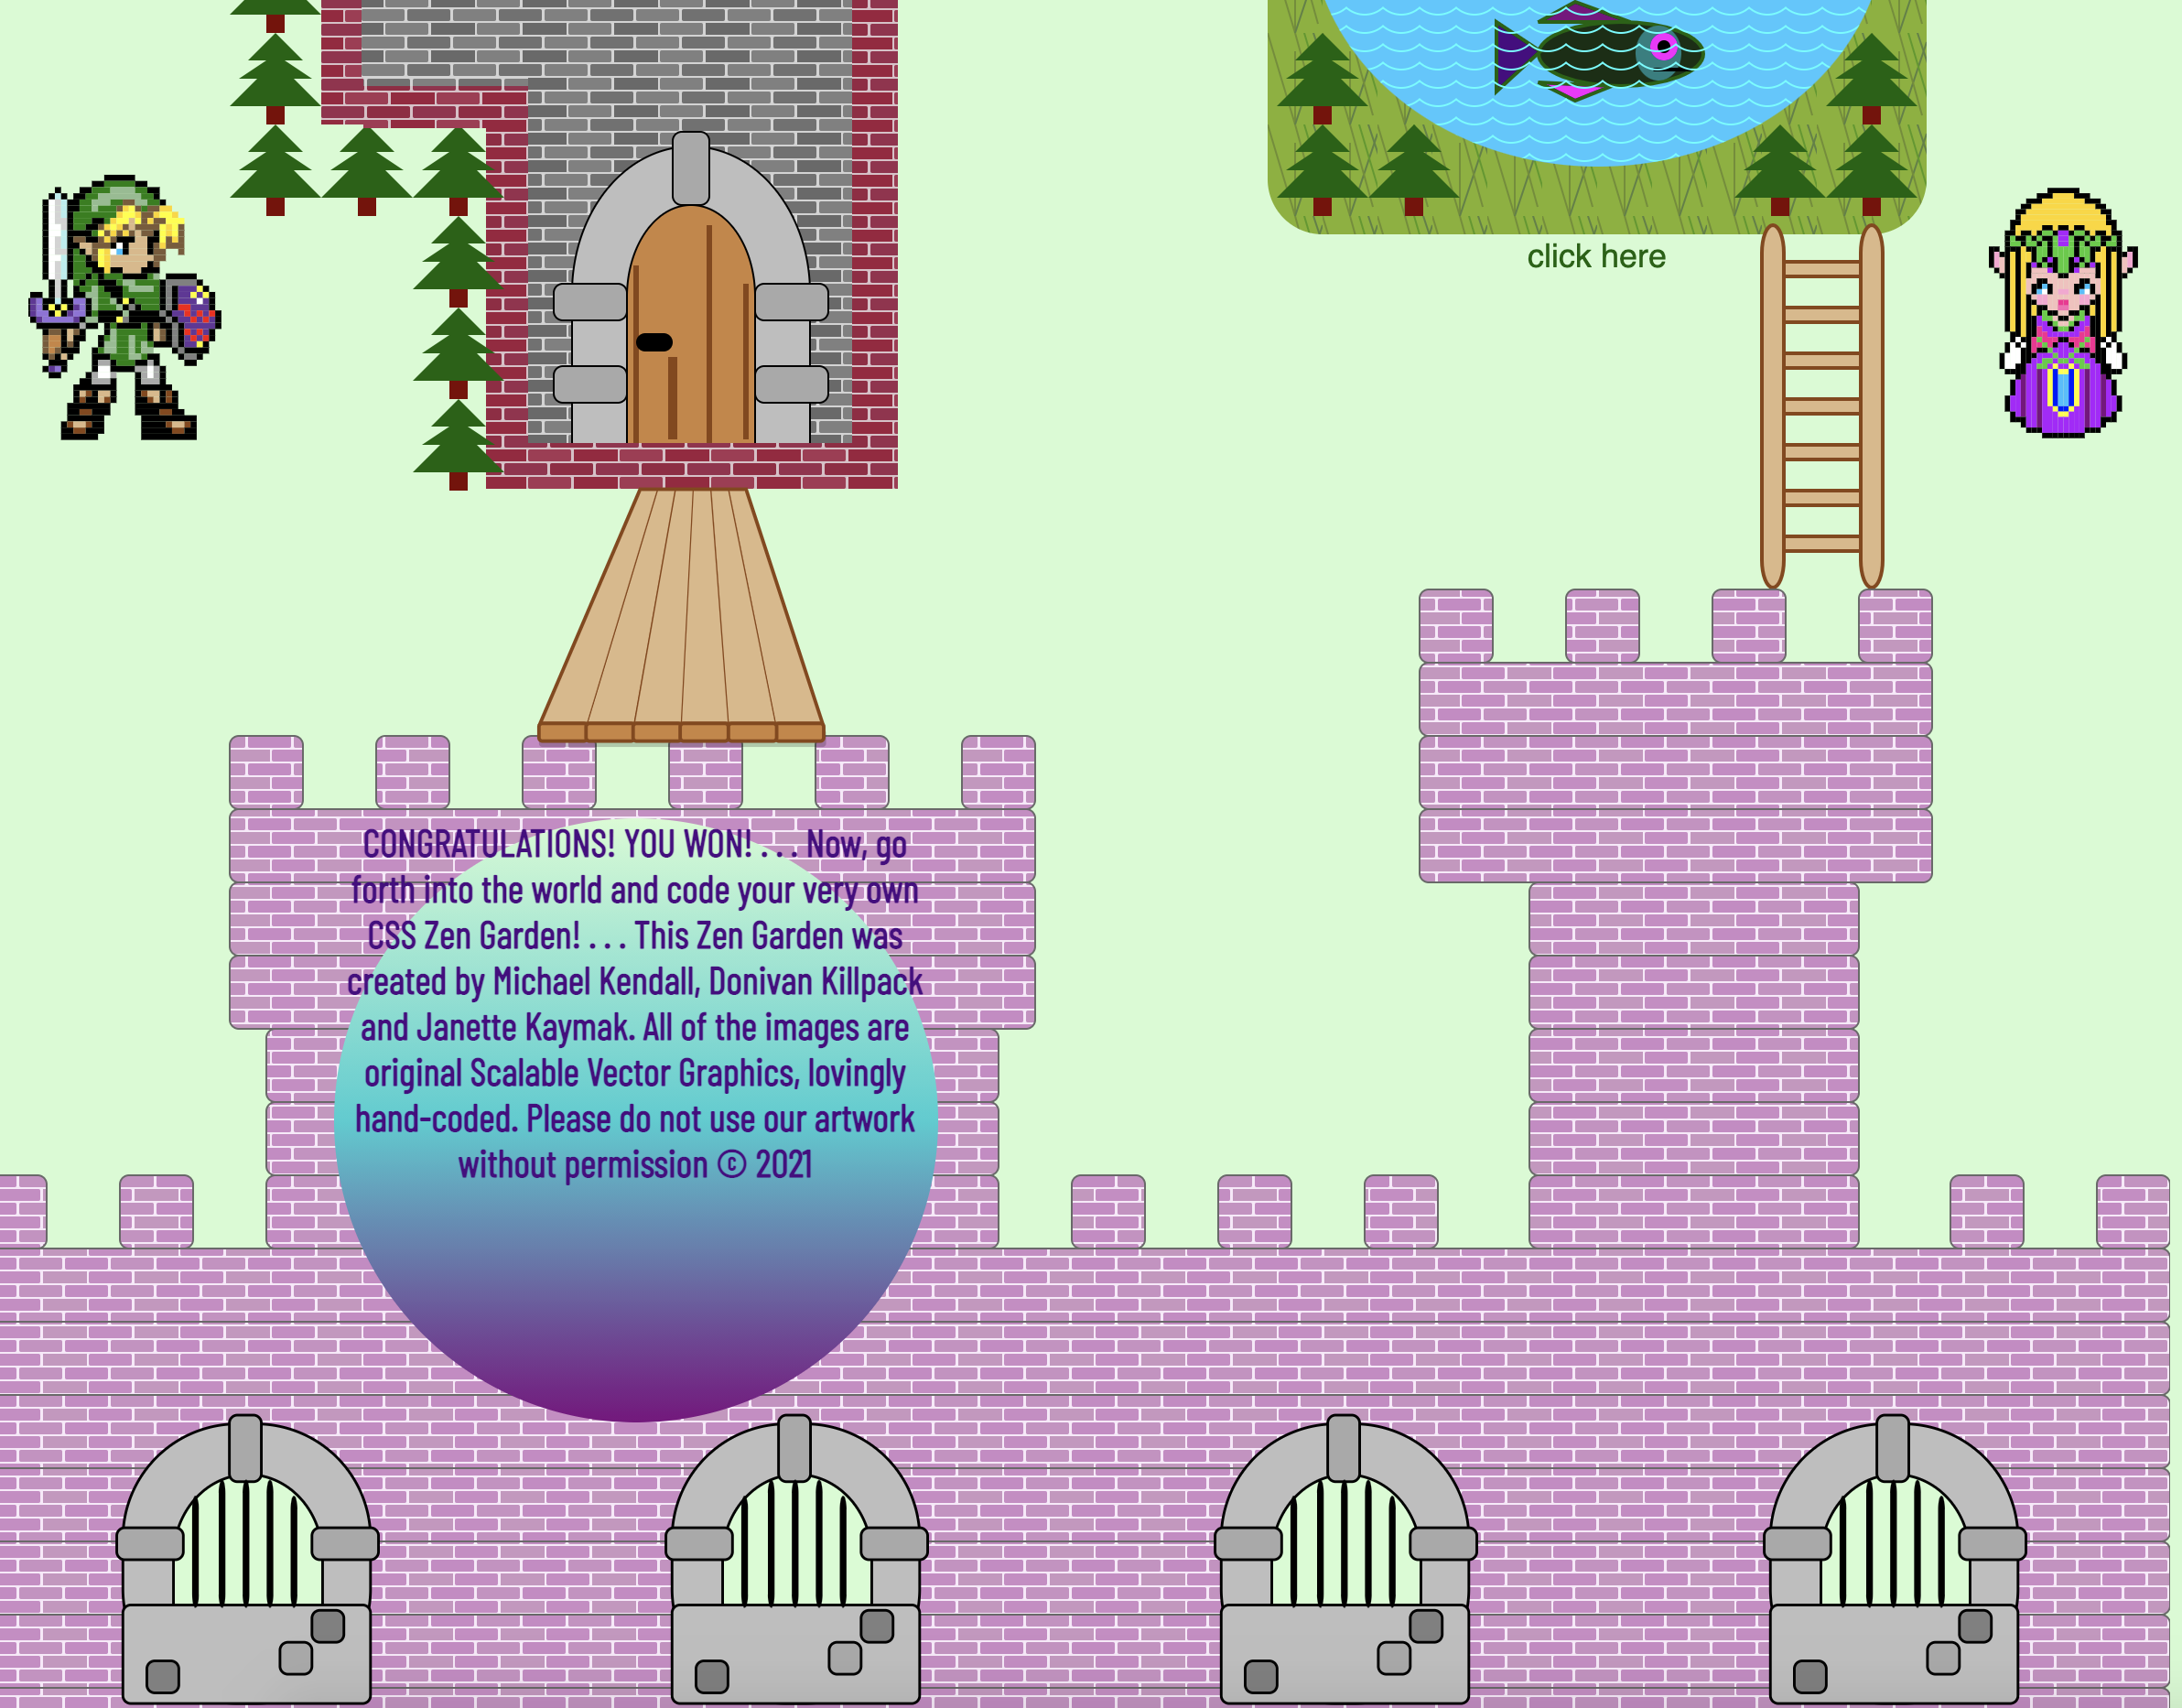 click here
CONGRATULATIONS! YOU WON! . . . Now, go
forth into the world and code your very own
CSS Zen Garden! . . . This Zen Garden was
created by Michael Kendall, Donivan Killpack
and Janette Kaymak. All of the images are
original Scalable Vector Graphics, lovingly
hand-coded. Please do not use our artwork
without permission © 2021